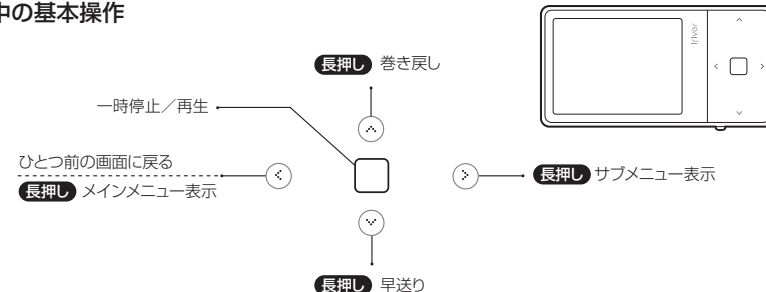 中の基本操作
長押し 巻き戻し
一時停止／再生
ひとつ前の画面に戻る
長押し メインメニュー表示
長押し サブメニュー表示
長押し 早送り
iriver